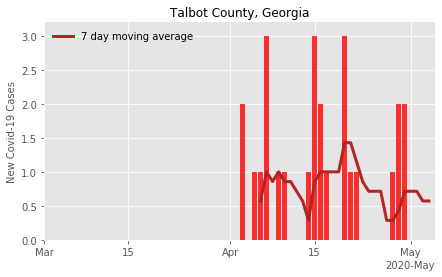 Talbot County, Georgia
7 day moving average
New Covid-19 Cases
3.0
2.5
2.0
1.5
1.0
0.5
0.0
Mar
15
Apr
15
May
2020-May